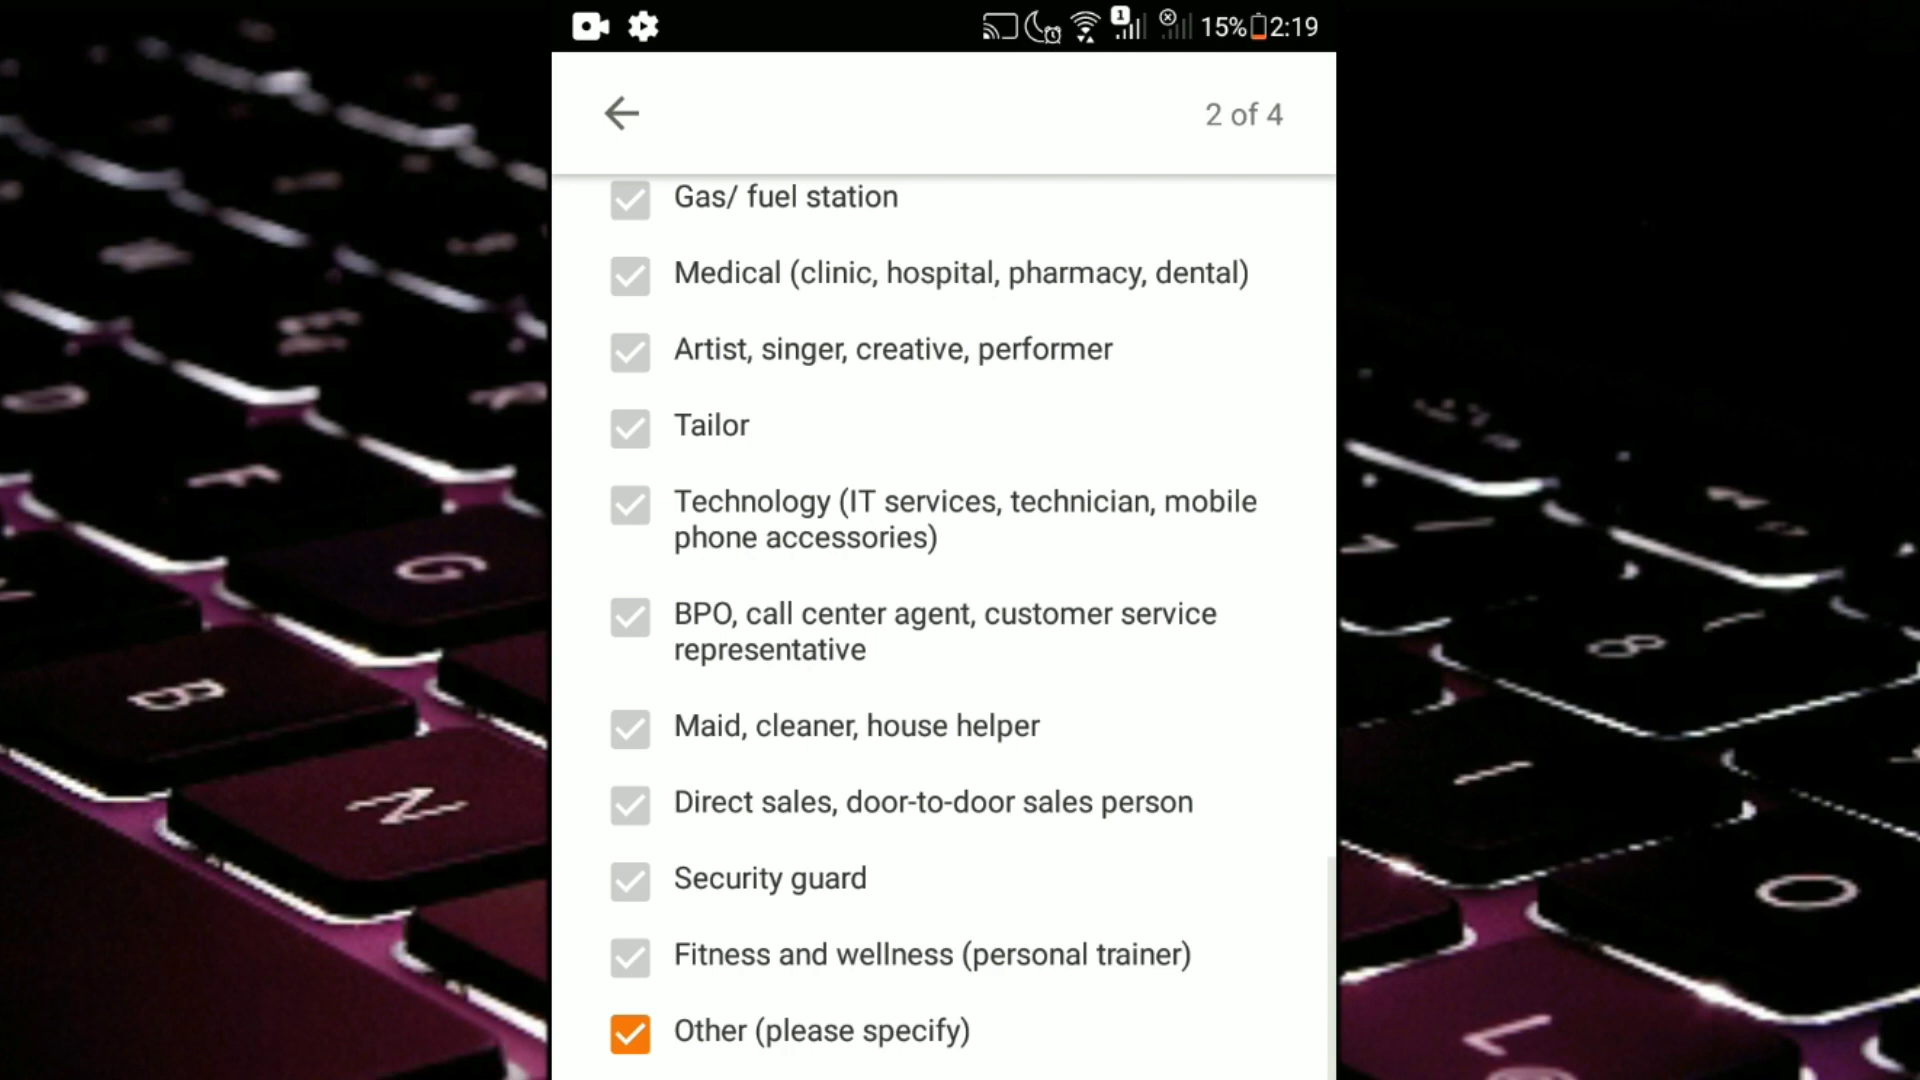 1
15% 2:19
2 of 4
Gas/ fuel station
Medical (clinic, hospital, pharmacy, dental)
Artist, singer, creative, performer
Tailor
Technology (IT services, technician, mobile
phone accessories)
BPO, call center agent, customer service
representative
Maid, cleaner, house helper
Direct sales, door-to-door sales person
Security guard
Fitness and wellness (personal trainer)
Other (please specify)
F
G
B
N
8
I
O
L